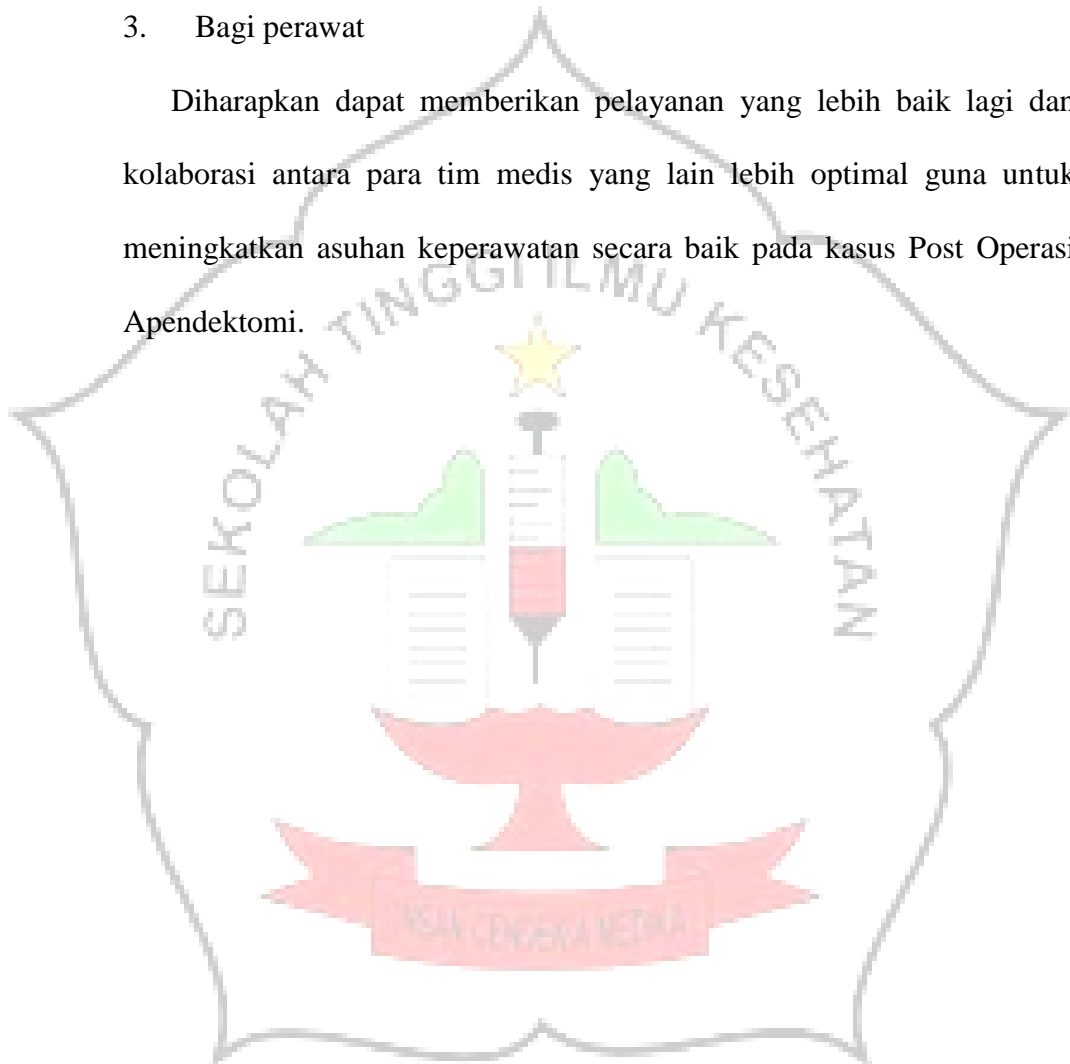 3. Bagi perawat
Diharapkan dapat memberikan pelayanan yang lebih baik lagi dan
kolaborasi antara para tim medis yang lain lebih optimal guna untuk
meningkatkan asuhan keperawatan secara baik pada kasus Post Operasi
Apendektomi.
SEKOLAH TINGGI ILMU KESEHATAN